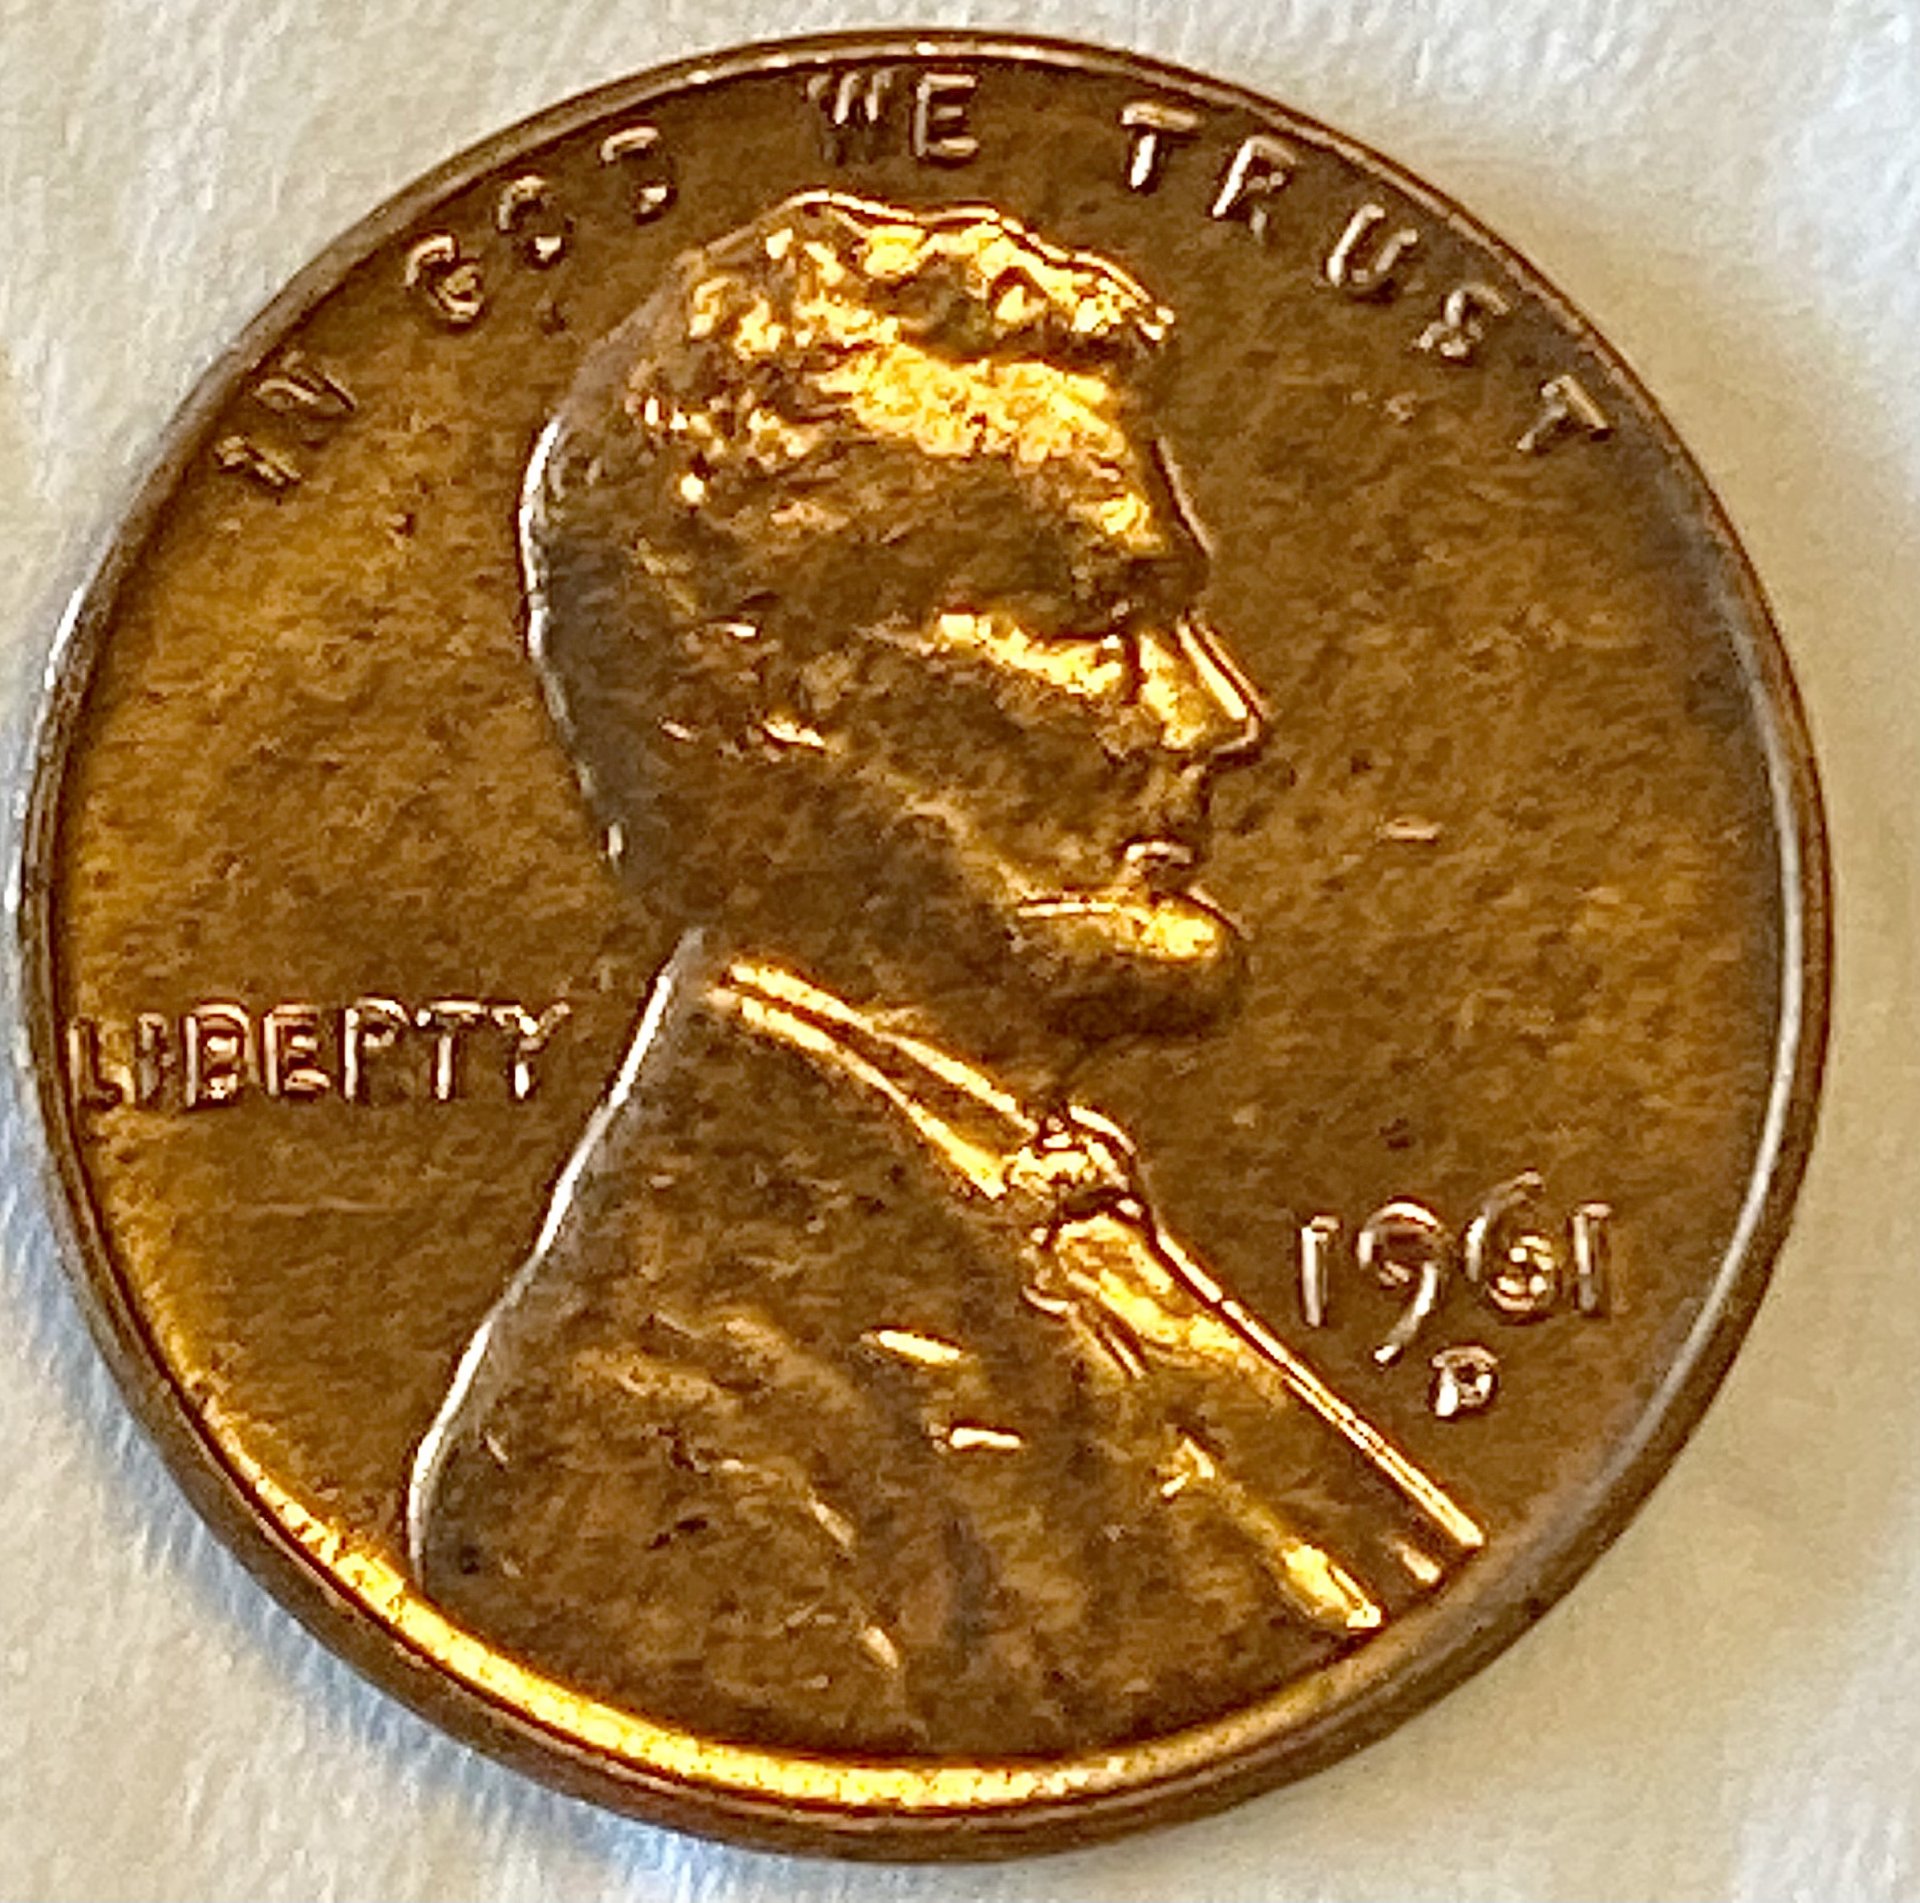 IN GOD WE TRUST
LIBERTY
1961
D